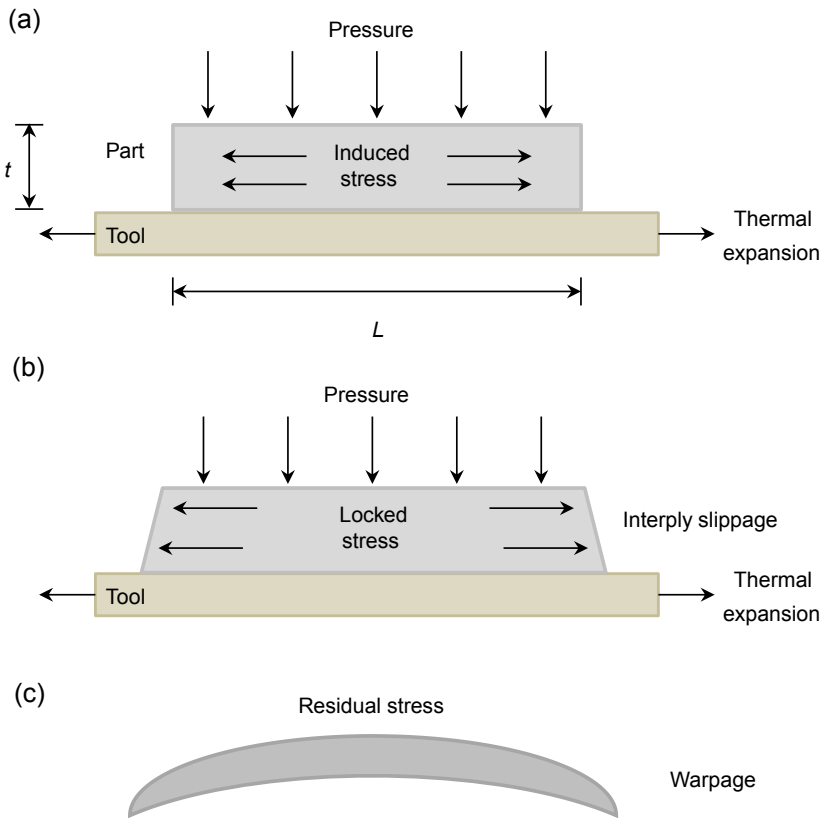 (a)
Pressure
Part
Induced
stress
t
Tool
Thermal
expansion
L
(b)
Pressure
Locked
stress
Interply slippage
Tool
Thermal
expansion
(c)
Residual stress
Warpage